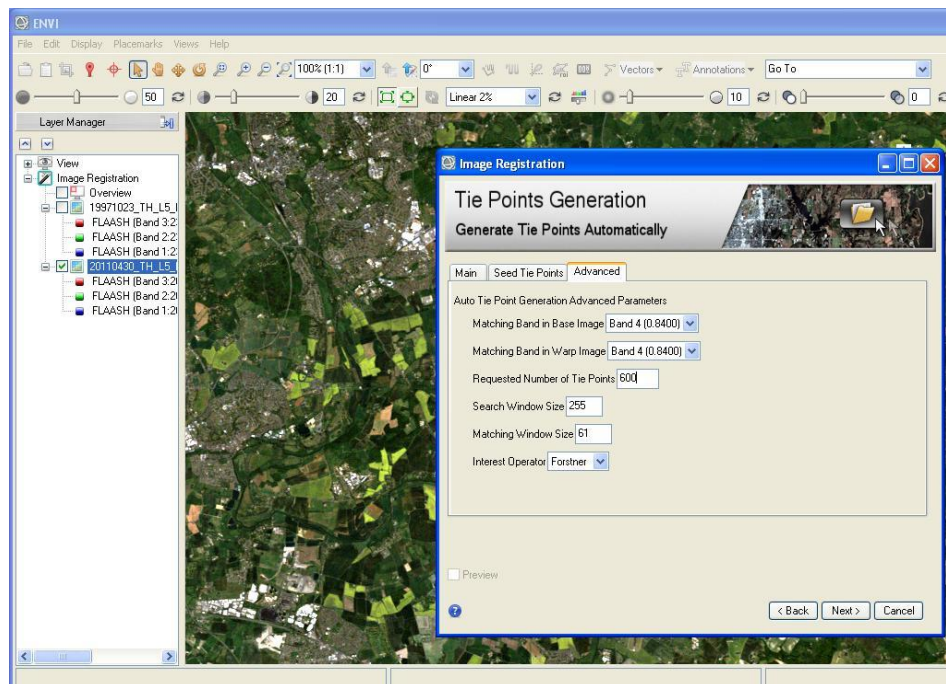 ENVI
File Edit Display Placemarks Views Help
100% (1:1) 0° Vectors Annotations Go To
50 20 Linear 2% 10 0
Layer Manager
View
Image Registration
Overview
19971023_TH_L5_
FLAASH (Band 3:2
FLAASH (Band 2:2
FLAASH (Band 1:2
20110430_TH_L5_
FLAASH (Band 3:20
FLAASH (Band 2:20
FLAASH (Band 1:20
Image Registration
Tie Points Generation
Generate Tie Points Automatically
Main Seed Tie Points Advanced
Auto Tie Point Generation Advanced Parameters
Matching Band in Base Image Band 4 (0.8400)
Matching Band in Warp Image Band 4 (0.8400)
Requested Number of Tie Points 600
Search Window Size 255
Matching Window Size 61
Interest Operator Forstner
Preview
< Back Next > Cancel